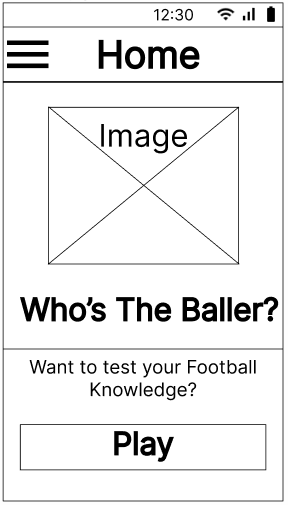 12:30
Home
Image
Who's The Baller?
Want to test your Football
Knowledge?
Play